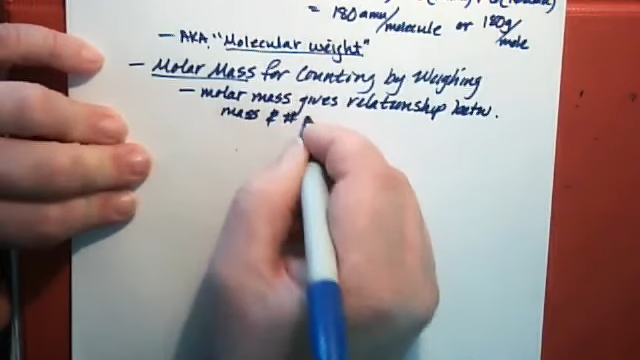 = 180 amu/molecule or 180g/mole
- AKA. "Molecular weight"
- Molar Mass for Counting by Weighing
- molar mass gives relationship betw.
mass & #